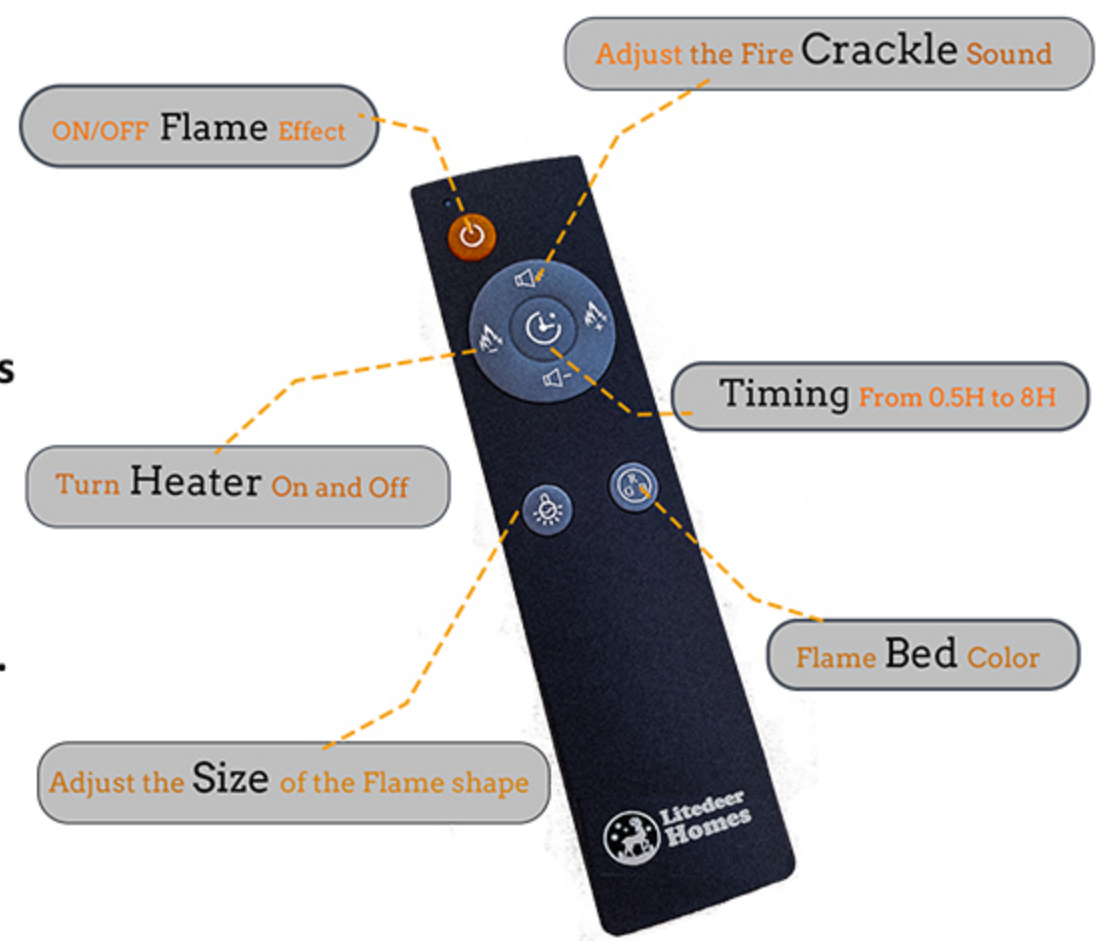 Adjust the Fire Crackle Sound
ON/OFF Flame Effect
s
Timing From 0.5H to 8H
Turn Heater On and Off
R
G B
.
Flame Bed Color
Adjust the Size of the Flame shape
Litedeer
Homes